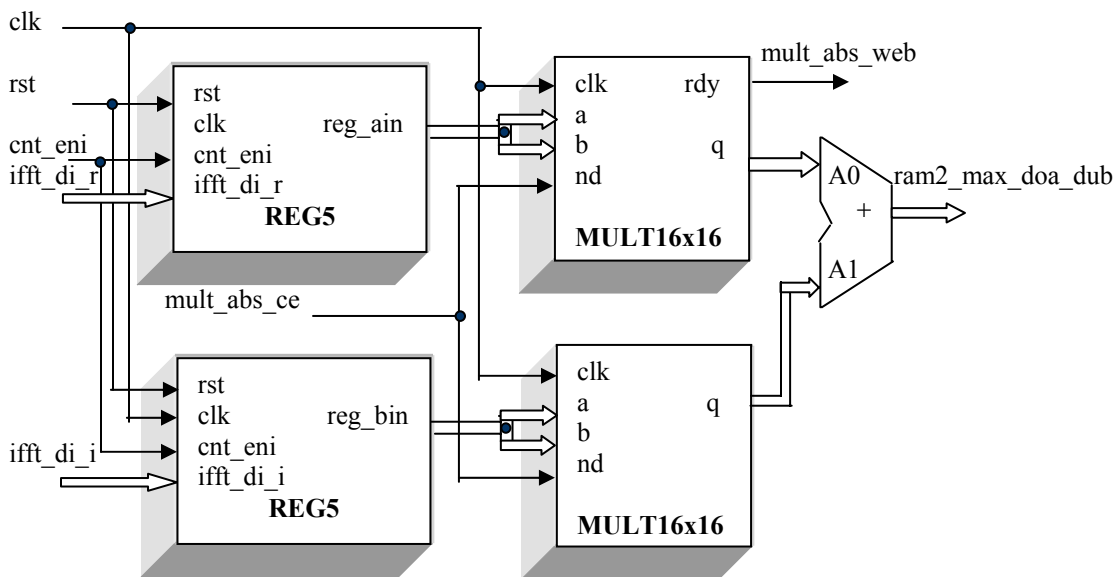 clk
rst
cnt_eni
ifft_di_r
rst
clk
cnt_eni
ifft_di_r
reg_ain
REG5
clk
a
b
nd
rdy
q
MULT16x16
mult_abs_web
A0
+
A1
ram2_max_doa_dub
mult_abs_ce
ifft_di_i
rst
clk
cnt_eni
ifft_di_i
reg_bin
REG5
clk
a
b
nd
q
MULT16x16